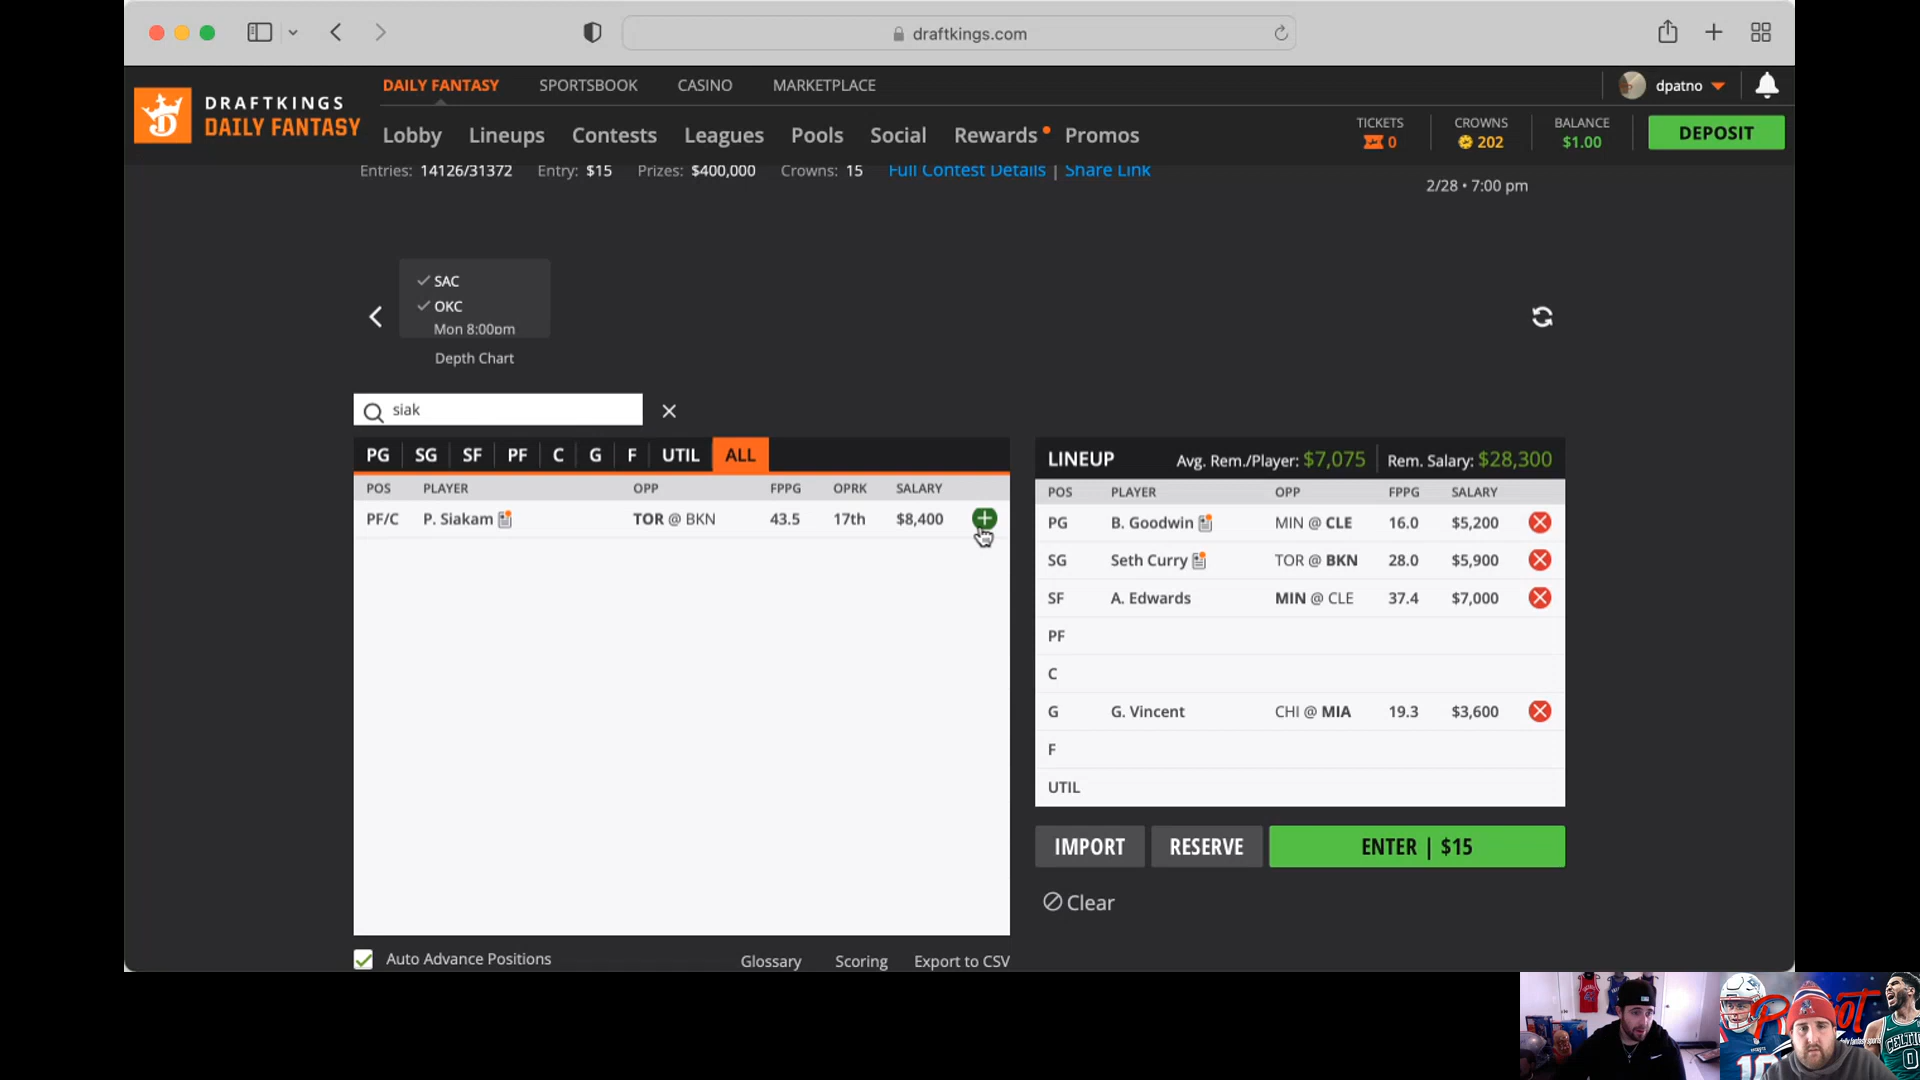 draftkings.com
DRAFTKINGS
DAILY FANTASY
DAILY FANTASY SPORTSBOOK CASINO MARKETPLACE
dpatno
Lobby Lineups Contests Leagues Pools Social Rewards Promos
TICKETS 0
CROWNS 202
BALANCE $1.00
DEPOSIT
Entries: 14126/31372 Entry: $15 Prizes: $400,000 Crowns: 15 Full Contest Details | Share Link
2/28 • 7:00 pm
SAC
OKC
Mon 8:00pm
Depth Chart
siak
PG SG SF PF C G F UTIL ALL
POS PLAYER OPP FPPG OPRK SALARY
PF/C P. Siakam TOR @ BKN 43.5 17th $8,400
LINEUP Avg. Rem./Player: $7,075 Rem. Salary: $28,300
POS PLAYER OPP FPPG SALARY
PG B. Goodwin MIN @ CLE 16.0 $5,200
SG Seth Curry TOR @ BKN 28.0 $5,900
SF A. Edwards MIN @ CLE 37.4 $7,000
PF
C
G G. Vincent CHI @ MIA 19.3 $3,600
F
UTIL
IMPORT RESERVE ENTER | $15
Clear
Auto Advance Positions Glossary Scoring Export to CSV